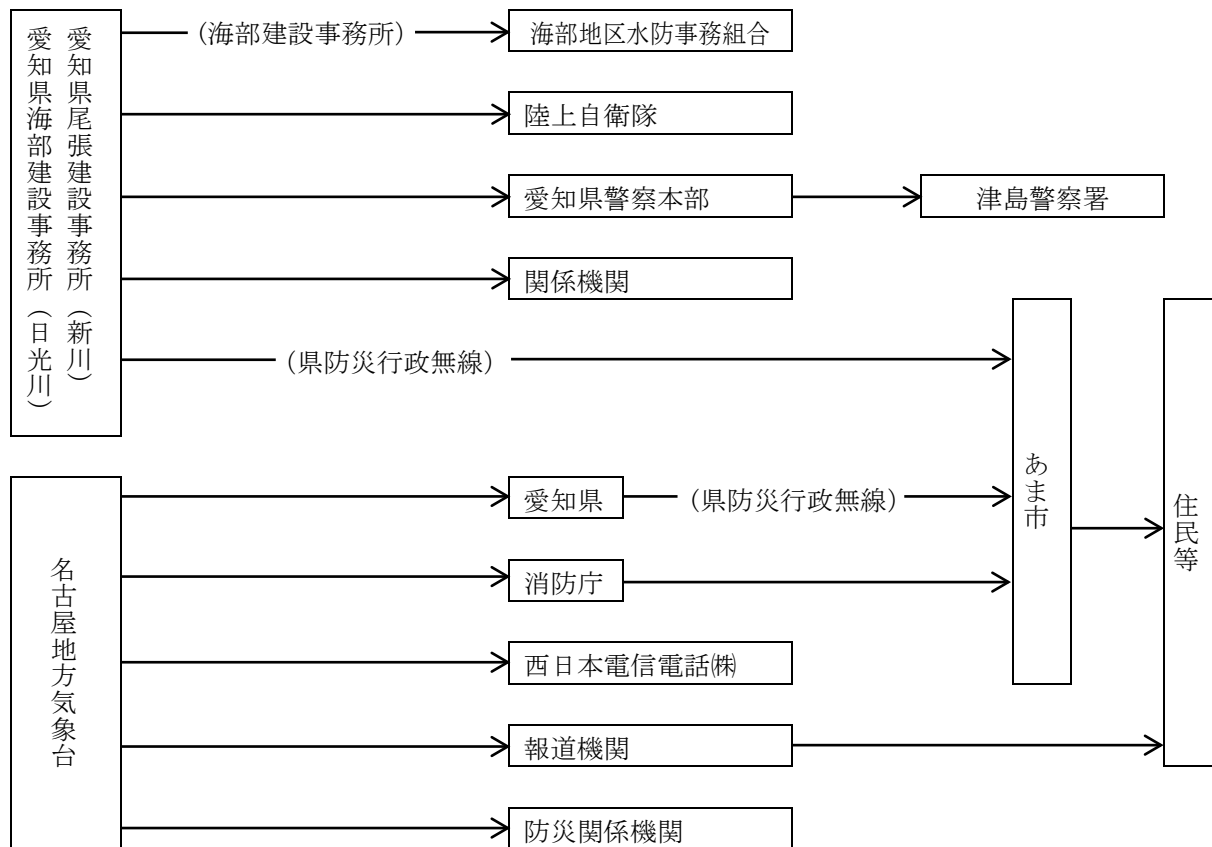 愛知県尾張建設事務所（新川）
愛知県海部建設事務所（日光川）
（海部建設事務所）
海部地区水防事務組合
陸上自衛隊
愛知県警察本部
津島警察署
関係機関
（県防災行政無線）
あま市
住民等
名古屋地方気象台
愛知県
（県防災行政無線）
消防庁
西日本電信電話㈱
報道機関
防災関係機関